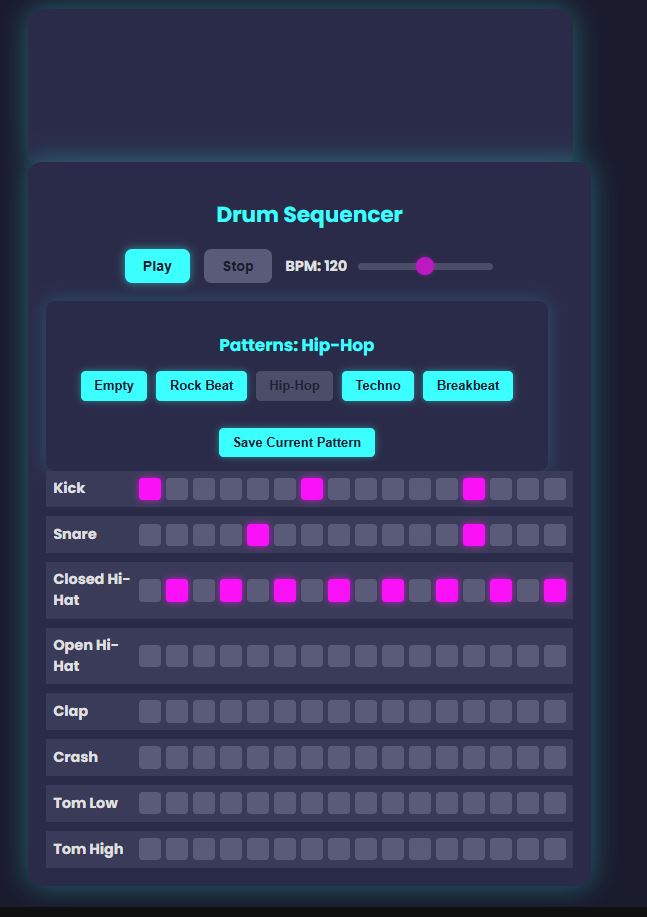 Drum Sequencer
Play Stop BPM: 120
Patterns: Hip-Hop
Empty Rock Beat Hip-Hop Techno Breakbeat
Save Current Pattern
Kick
Snare
Closed Hi-
Hat
Open Hi-
Hat
Clap
Crash
Tom Low
Tom High